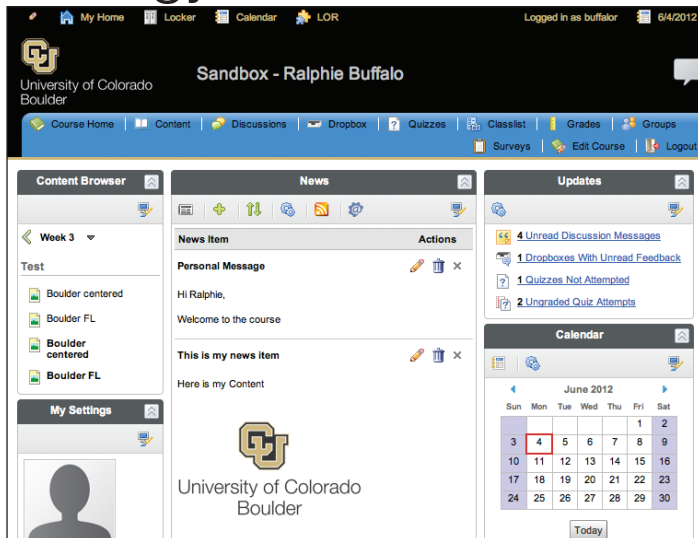 My Home Locker Calendar LOR Logged in as buffalor 6/4/2012
CU
University of Colorado
Boulder
Sandbox - Ralphie Buffalo
Course Home Content Discussions Dropbox Quizzes Classlist Grades Groups
Surveys Edit Course Logout
Content Browser
Week 3
Test
Boulder centered
Boulder FL
Boulder
centered
Boulder FL
My Settings
News
News Item Actions
Personal Message
Hi Ralphie,
Welcome to the course
This is my news item
Here is my Content
CU
University of Colorado
Boulder
Updates
4 Unread Discussion Messages
1 Dropboxes With Unread Feedback
1 Quizzes Not Attempted
2 Ungraded Quiz Attempts
Calendar
June 2012
Sun Mon Tue Wed Thu Fri Sat
1 2
3 4 5 6 7 8 9
10 11 12 13 14 15 16
17 18 19 20 21 22 23
24 25 26 27 28 29 30
Today